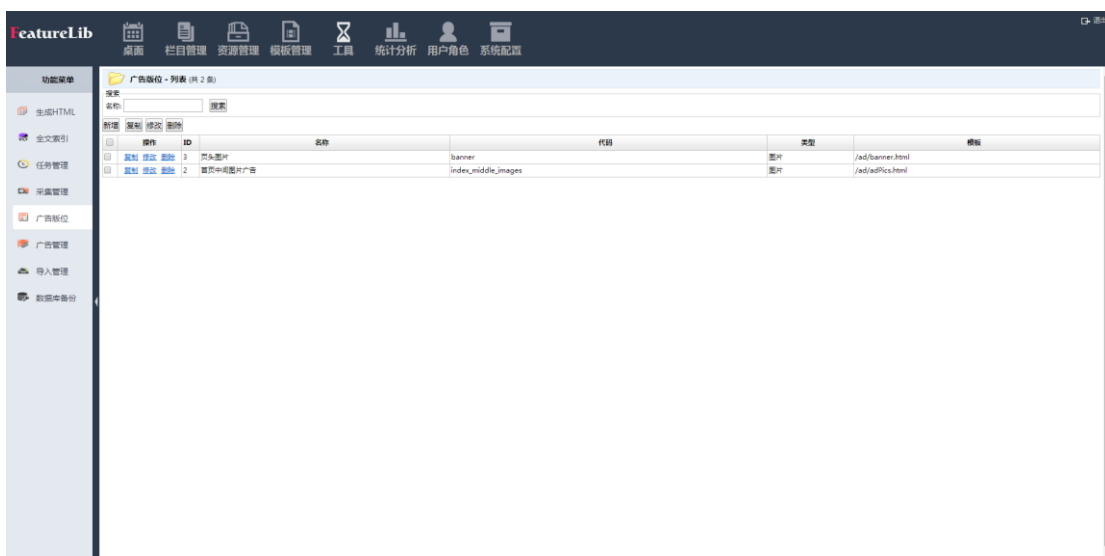 FeatureLib
桌面 栏目管理 资源管理 模板管理 工具 统计分析 用户角色 系统配置
退出
功能菜单
生成HTML
全文索引
任务管理
采集管理
广告版位
广告管理
导入管理
数据库备份
广告版位 - 列表 (共 2 条)
搜索
名称: 搜索
新增 复制 修改 删除
操作 ID 名称 代码 类型 模板
复制 修改 删除 3 页头图片 banner 图片 /ad/banner.html
复制 修改 删除 2 首页中间图片广告 index_middle_images 图片 /ad/adPics.html